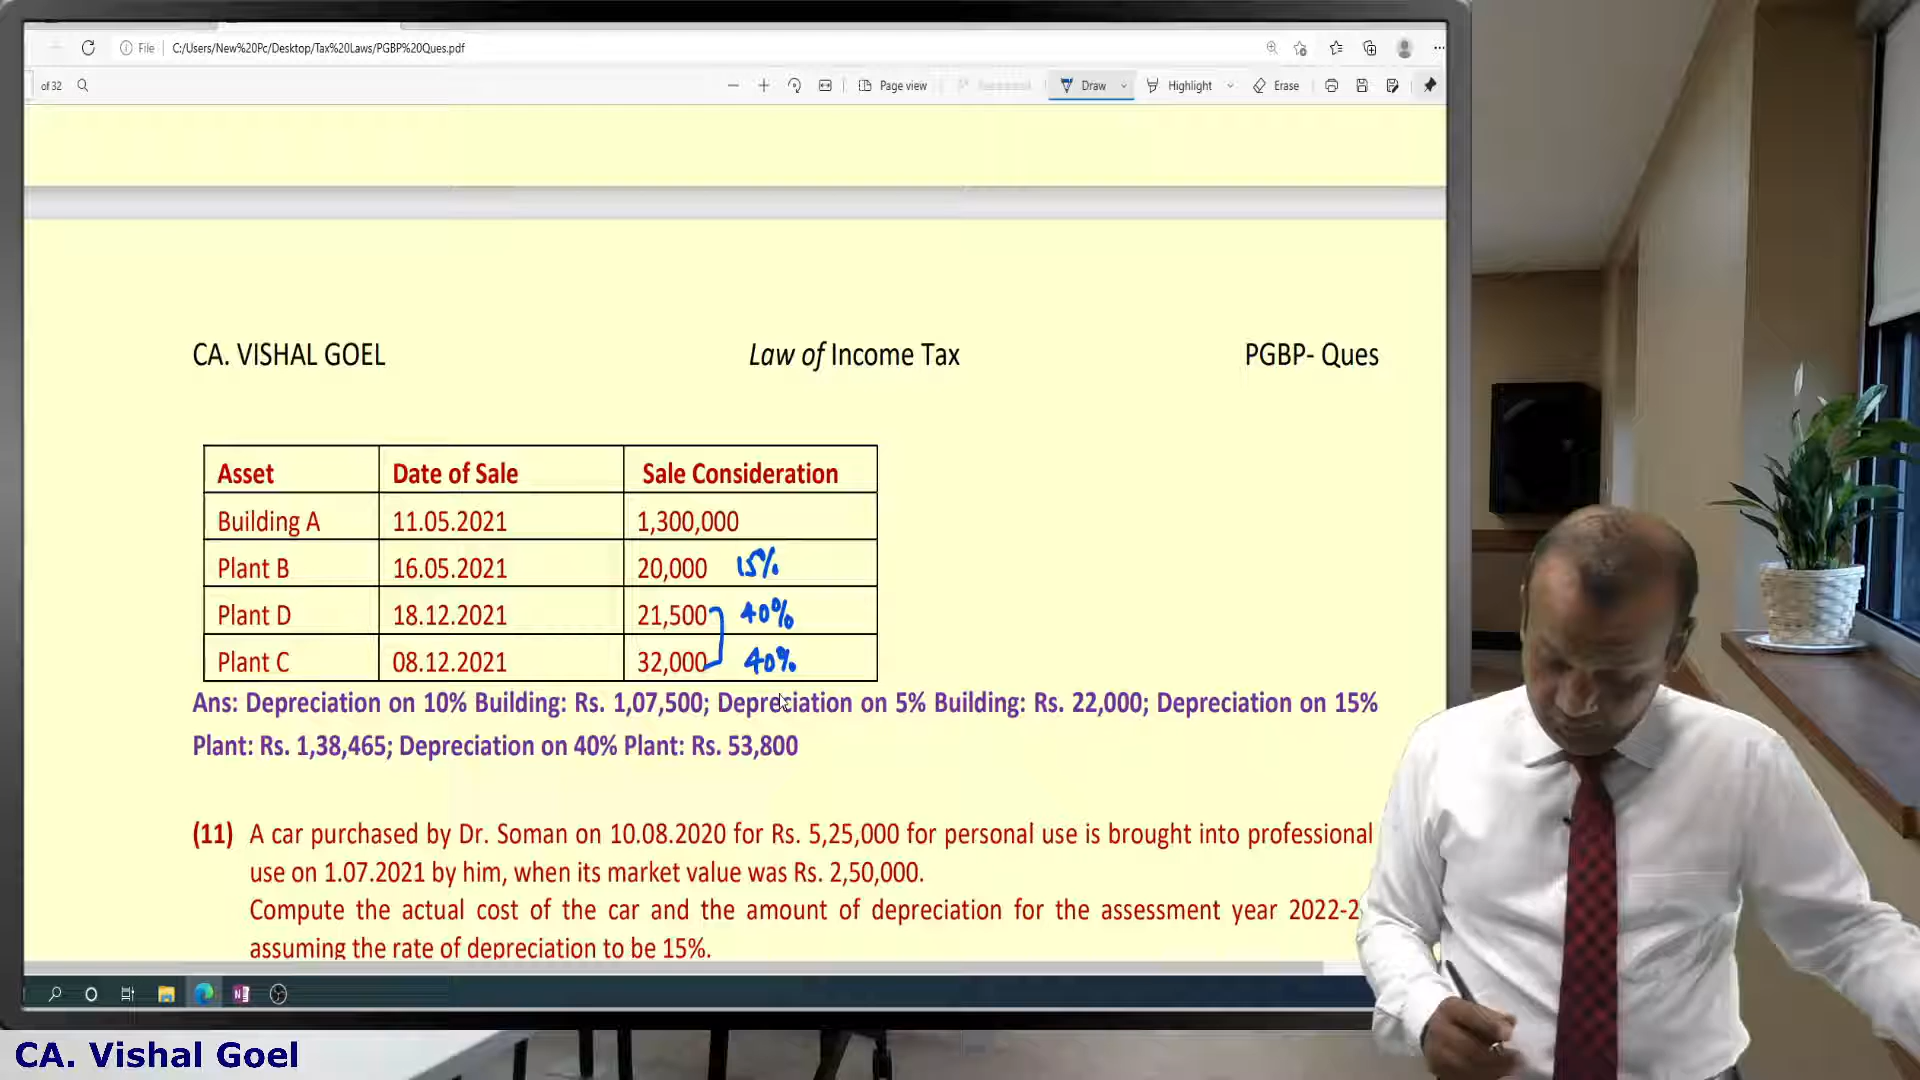 File C:/Users/New%20Pc/Desktop/Tax%20Laws/PGBP%20Ques.pdf
of 32 Page view Draw Highlight Erase
CA. VISHAL GOEL Law of Income Tax PGBP- Ques
Asset Date of Sale Sale Consideration
Building A 11.05.2021 1,300,000
Plant B 16.05.2021 20,000 15%
Plant D 18.12.2021 21,500 40%
Plant C 08.12.2021 32,000 40%
Ans: Depreciation on 10% Building: Rs. 1,07,500; Depreciation on 5% Building: Rs. 22,000; Depreciation on 15%
Plant: Rs. 1,38,465; Depreciation on 40% Plant: Rs. 53,800
(11) A car purchased by Dr. Soman on 10.08.2020 for Rs. 5,25,000 for personal use is brought into professional
use on 1.07.2021 by him, when its market value was Rs. 2,50,000.
Compute the actual cost of the car and the amount of depreciation for the assessment year 2022-2
assuming the rate of depreciation to be 15%.
CA. Vishal Goel